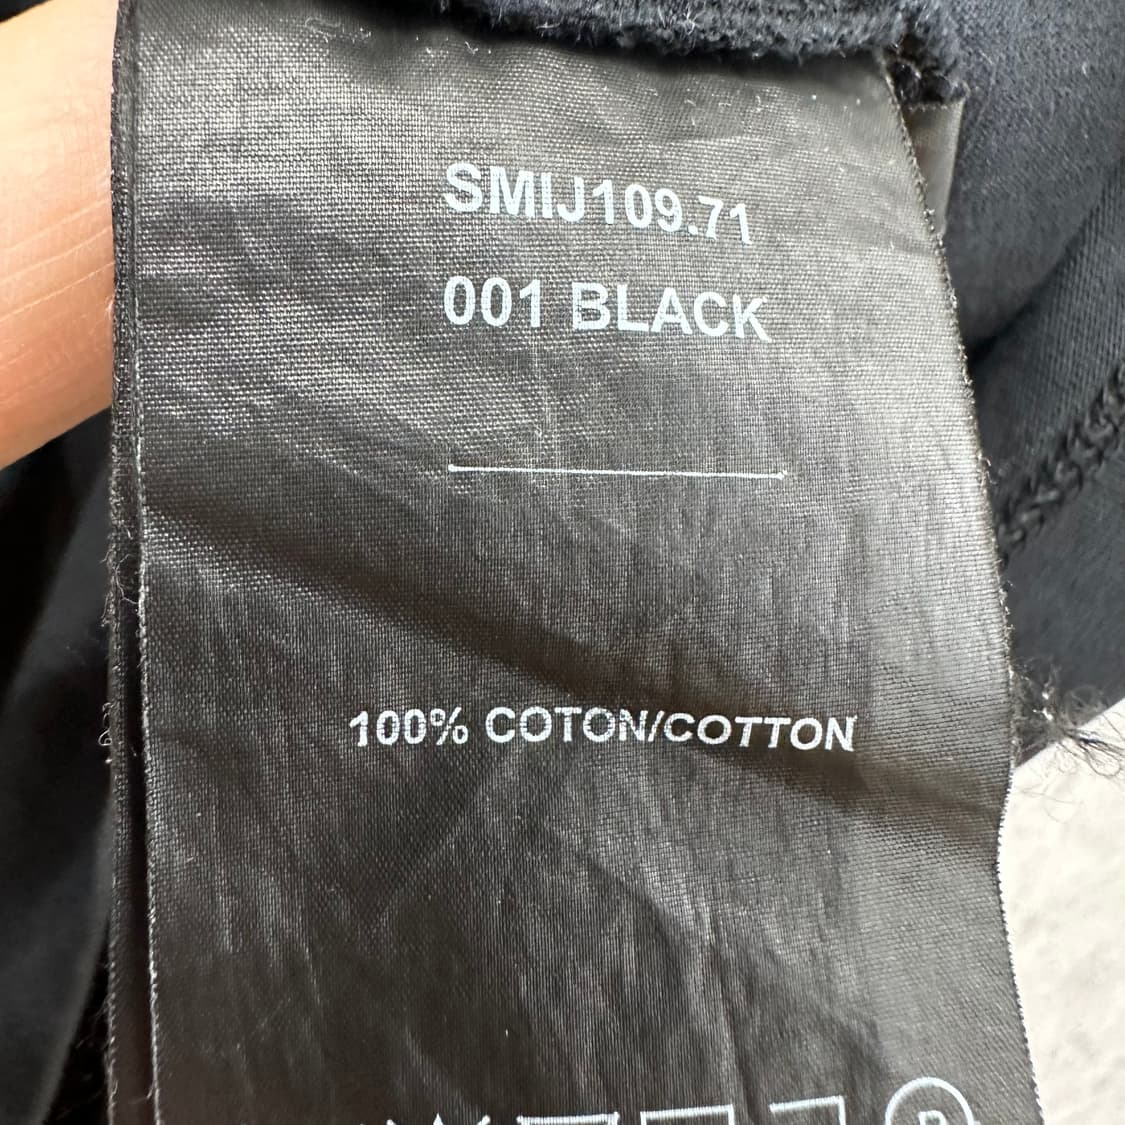 SMIJ109.71
001 BLACK
100% COTON/COTTON
P